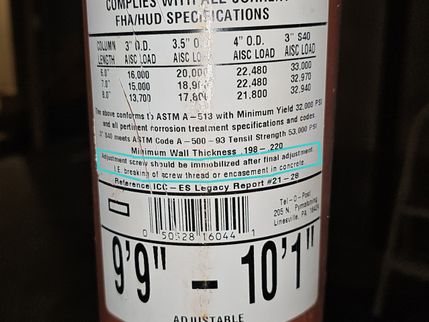 COMPLIES WITH ALL CURRENT
FHA/HUD SPECIFICATIONS
COLUMN LENGTH 3" O.D. AISC LOAD 3.5" O.D. AISC LOAD 4" O.D. AISC LOAD 3" S40 AISC LOAD
6'0" 16,000 20,000 22,480 33,000
7'0" 15,000 18,900 22,480 32,970
8'0" 13,700 17,800 21,800 32,940
The above conforms to ASTM A-513 with Minimum Yield 32,000 PSI
and all pertinent corrosion treatment specifications and codes.
3" S40 meets ASTM Code A-500-93 Tensil Strength 53,000 PSI
Minimum Wall Thickness .198-.220
Adjustment screw should be immobilized after final adjustment
I.E. breaking of screw thread or encasement in concrete
Reference ICC-ES Legacy Report #21-28
Tel-O-Post
205 N. Pymatuning
Linesville, PA
0 50528 16044 1
9'9" - 10'1"
ADJUSTABLE